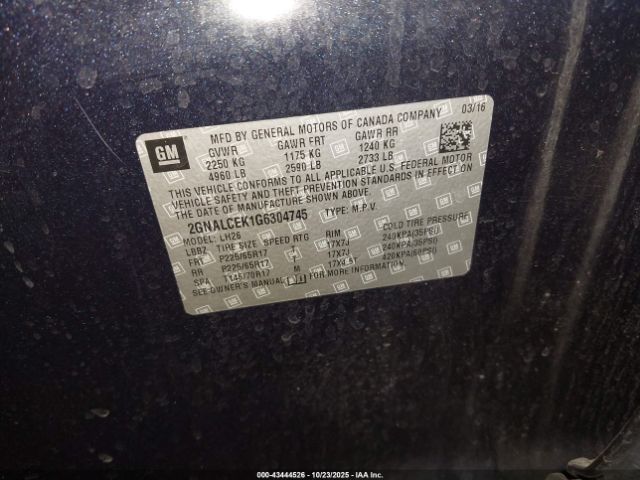 GM
MFD BY GENERAL MOTORS OF CANADA COMPANY 03/16
GVWR GAWR FRT GAWR RR
2250 KG 1175 KG 1240 KG
4960 LB 2590 LB 2733 LB
THIS VEHICLE CONFORMS TO ALL APPLICABLE U.S. FEDERAL MOTOR
VEHICLE SAFETY AND THEFT PREVENTION STANDARDS IN EFFECT ON
THE DATE OF MANUFACTURE SHOWN ABOVE.
2GNALCEK1G6304745 TYPE: M.P.V.
MODEL: LH26
LBBZ TIRE SIZE SPEED RTG RIM COLD TIRE PRESSURE
FRT P225/65R17 17X7J 240KPA(35PSI)
RR P225/65R17 17X7J 240KPA(35PSI)
SPA T145/70R17 M 420KPA(60PSI)
SEE OWNER'S MANUAL FOR MORE INFORMATION.
000-43444526 - 10/23/2025 - IAA Inc.